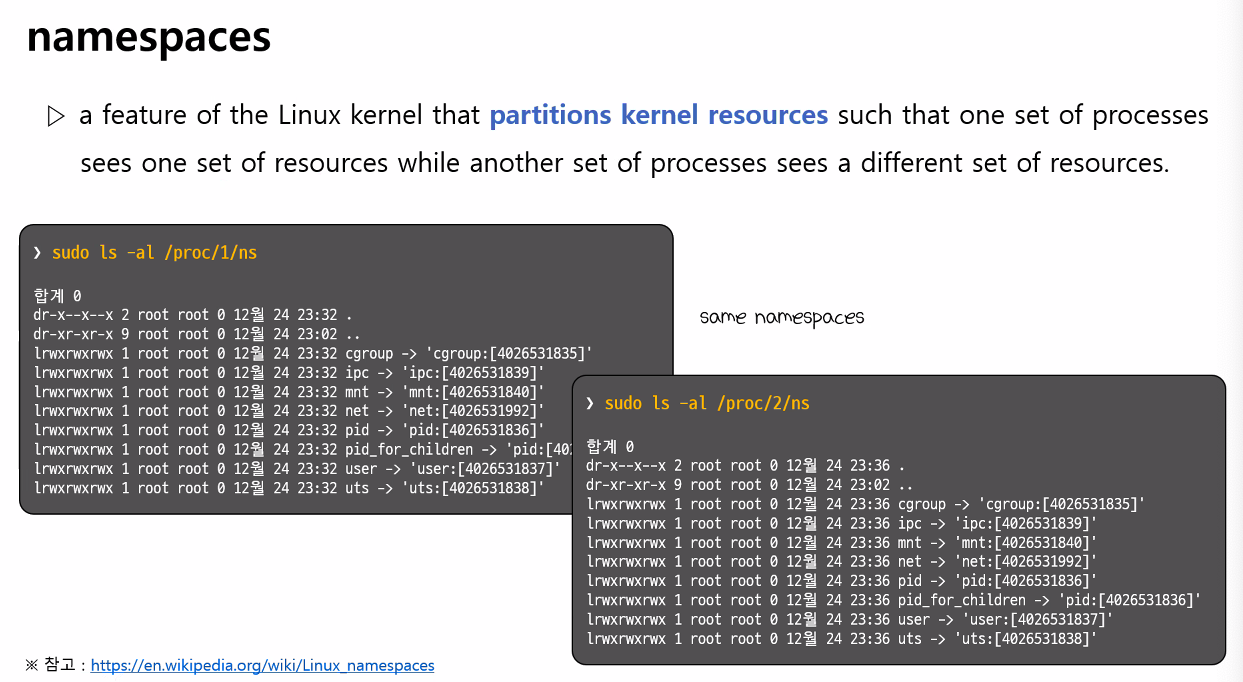 namespaces
▷ a feature of the Linux kernel that partitions kernel resources such that one set of processes
sees one set of resources while another set of processes sees a different set of resources.
❯ sudo ls -al /proc/1/ns
합계 0
dr-x--x--x 2 root root 0 12월 24 23:32 .
dr-xr-xr-x 9 root root 0 12월 24 23:02 ..
lrwxrwxrwx 1 root root 0 12월 24 23:32 cgroup -> 'cgroup:[4026531835]'
lrwxrwxrwx 1 root root 0 12월 24 23:32 ipc -> 'ipc:[4026531839]'
lrwxrwxrwx 1 root root 0 12월 24 23:32 mnt -> 'mnt:[4026531840]'
lrwxrwxrwx 1 root root 0 12월 24 23:32 net -> 'net:[4026531992]'
lrwxrwxrwx 1 root root 0 12월 24 23:32 pid -> 'pid:[4026531836]'
lrwxrwxrwx 1 root root 0 12월 24 23:32 pid_for_children -> 'pid:[402
lrwxrwxrwx 1 root root 0 12월 24 23:32 user -> 'user:[4026531837]'
lrwxrwxrwx 1 root root 0 12월 24 23:32 uts -> 'uts:[4026531838]'
same namespaces
❯ sudo ls -al /proc/2/ns
합계 0
dr-x--x--x 2 root root 0 12월 24 23:36 .
dr-xr-xr-x 9 root root 0 12월 24 23:02 ..
lrwxrwxrwx 1 root root 0 12월 24 23:36 cgroup -> 'cgroup:[4026531835]'
lrwxrwxrwx 1 root root 0 12월 24 23:36 ipc -> 'ipc:[4026531839]'
lrwxrwxrwx 1 root root 0 12월 24 23:36 mnt -> 'mnt:[4026531840]'
lrwxrwxrwx 1 root root 0 12월 24 23:36 net -> 'net:[4026531992]'
lrwxrwxrwx 1 root root 0 12월 24 23:36 pid -> 'pid:[4026531836]'
lrwxrwxrwx 1 root root 0 12월 24 23:36 pid_for_children -> 'pid:[4026531836]'
lrwxrwxrwx 1 root root 0 12월 24 23:36 user -> 'user:[4026531837]'
lrwxrwxrwx 1 root root 0 12월 24 23:36 uts -> 'uts:[4026531838]'
※ 참고 : https://en.wikipedia.org/wiki/Linux_namespaces